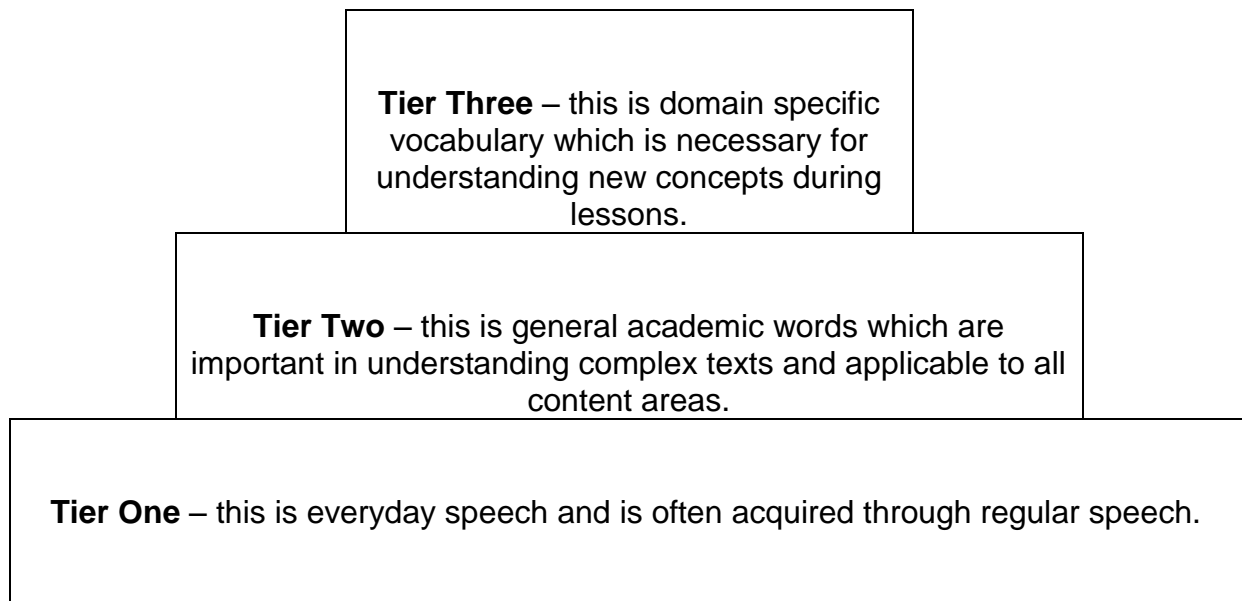 Tier Three – this is domain specific
vocabulary which is necessary for
understanding new concepts during
lessons.
Tier Two – this is general academic words which are
important in understanding complex texts and applicable to all
content areas.
Tier One – this is everyday speech and is often acquired through regular speech.